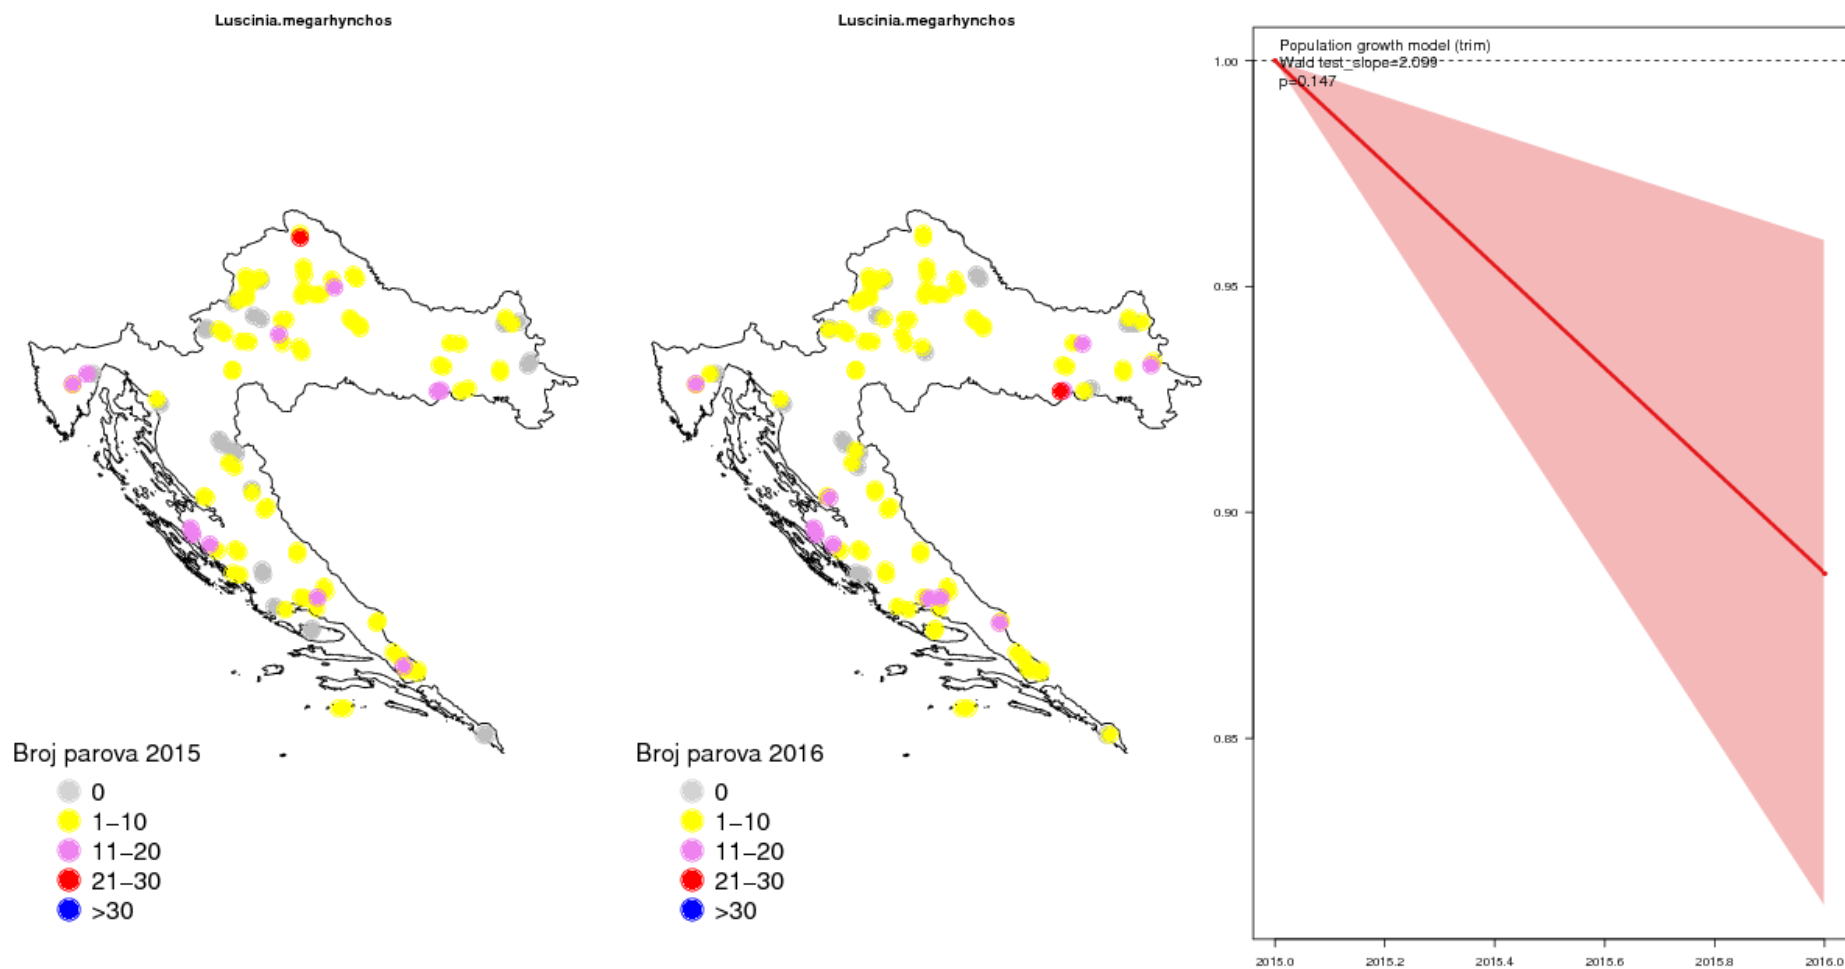 Luscinia.megarhynchos
Broj parova 2015
0
1–10
11–20
21–30
>30
Luscinia.megarhynchos
Broj parova 2016
0
1–10
11–20
21–30
>30
Population growth model (trim)
Wald test_slope=2.099
p=0.147
1.00
0.95
0.90
0.85
2015.0 2015.2 2015.4 2015.6 2015.8 2016.0